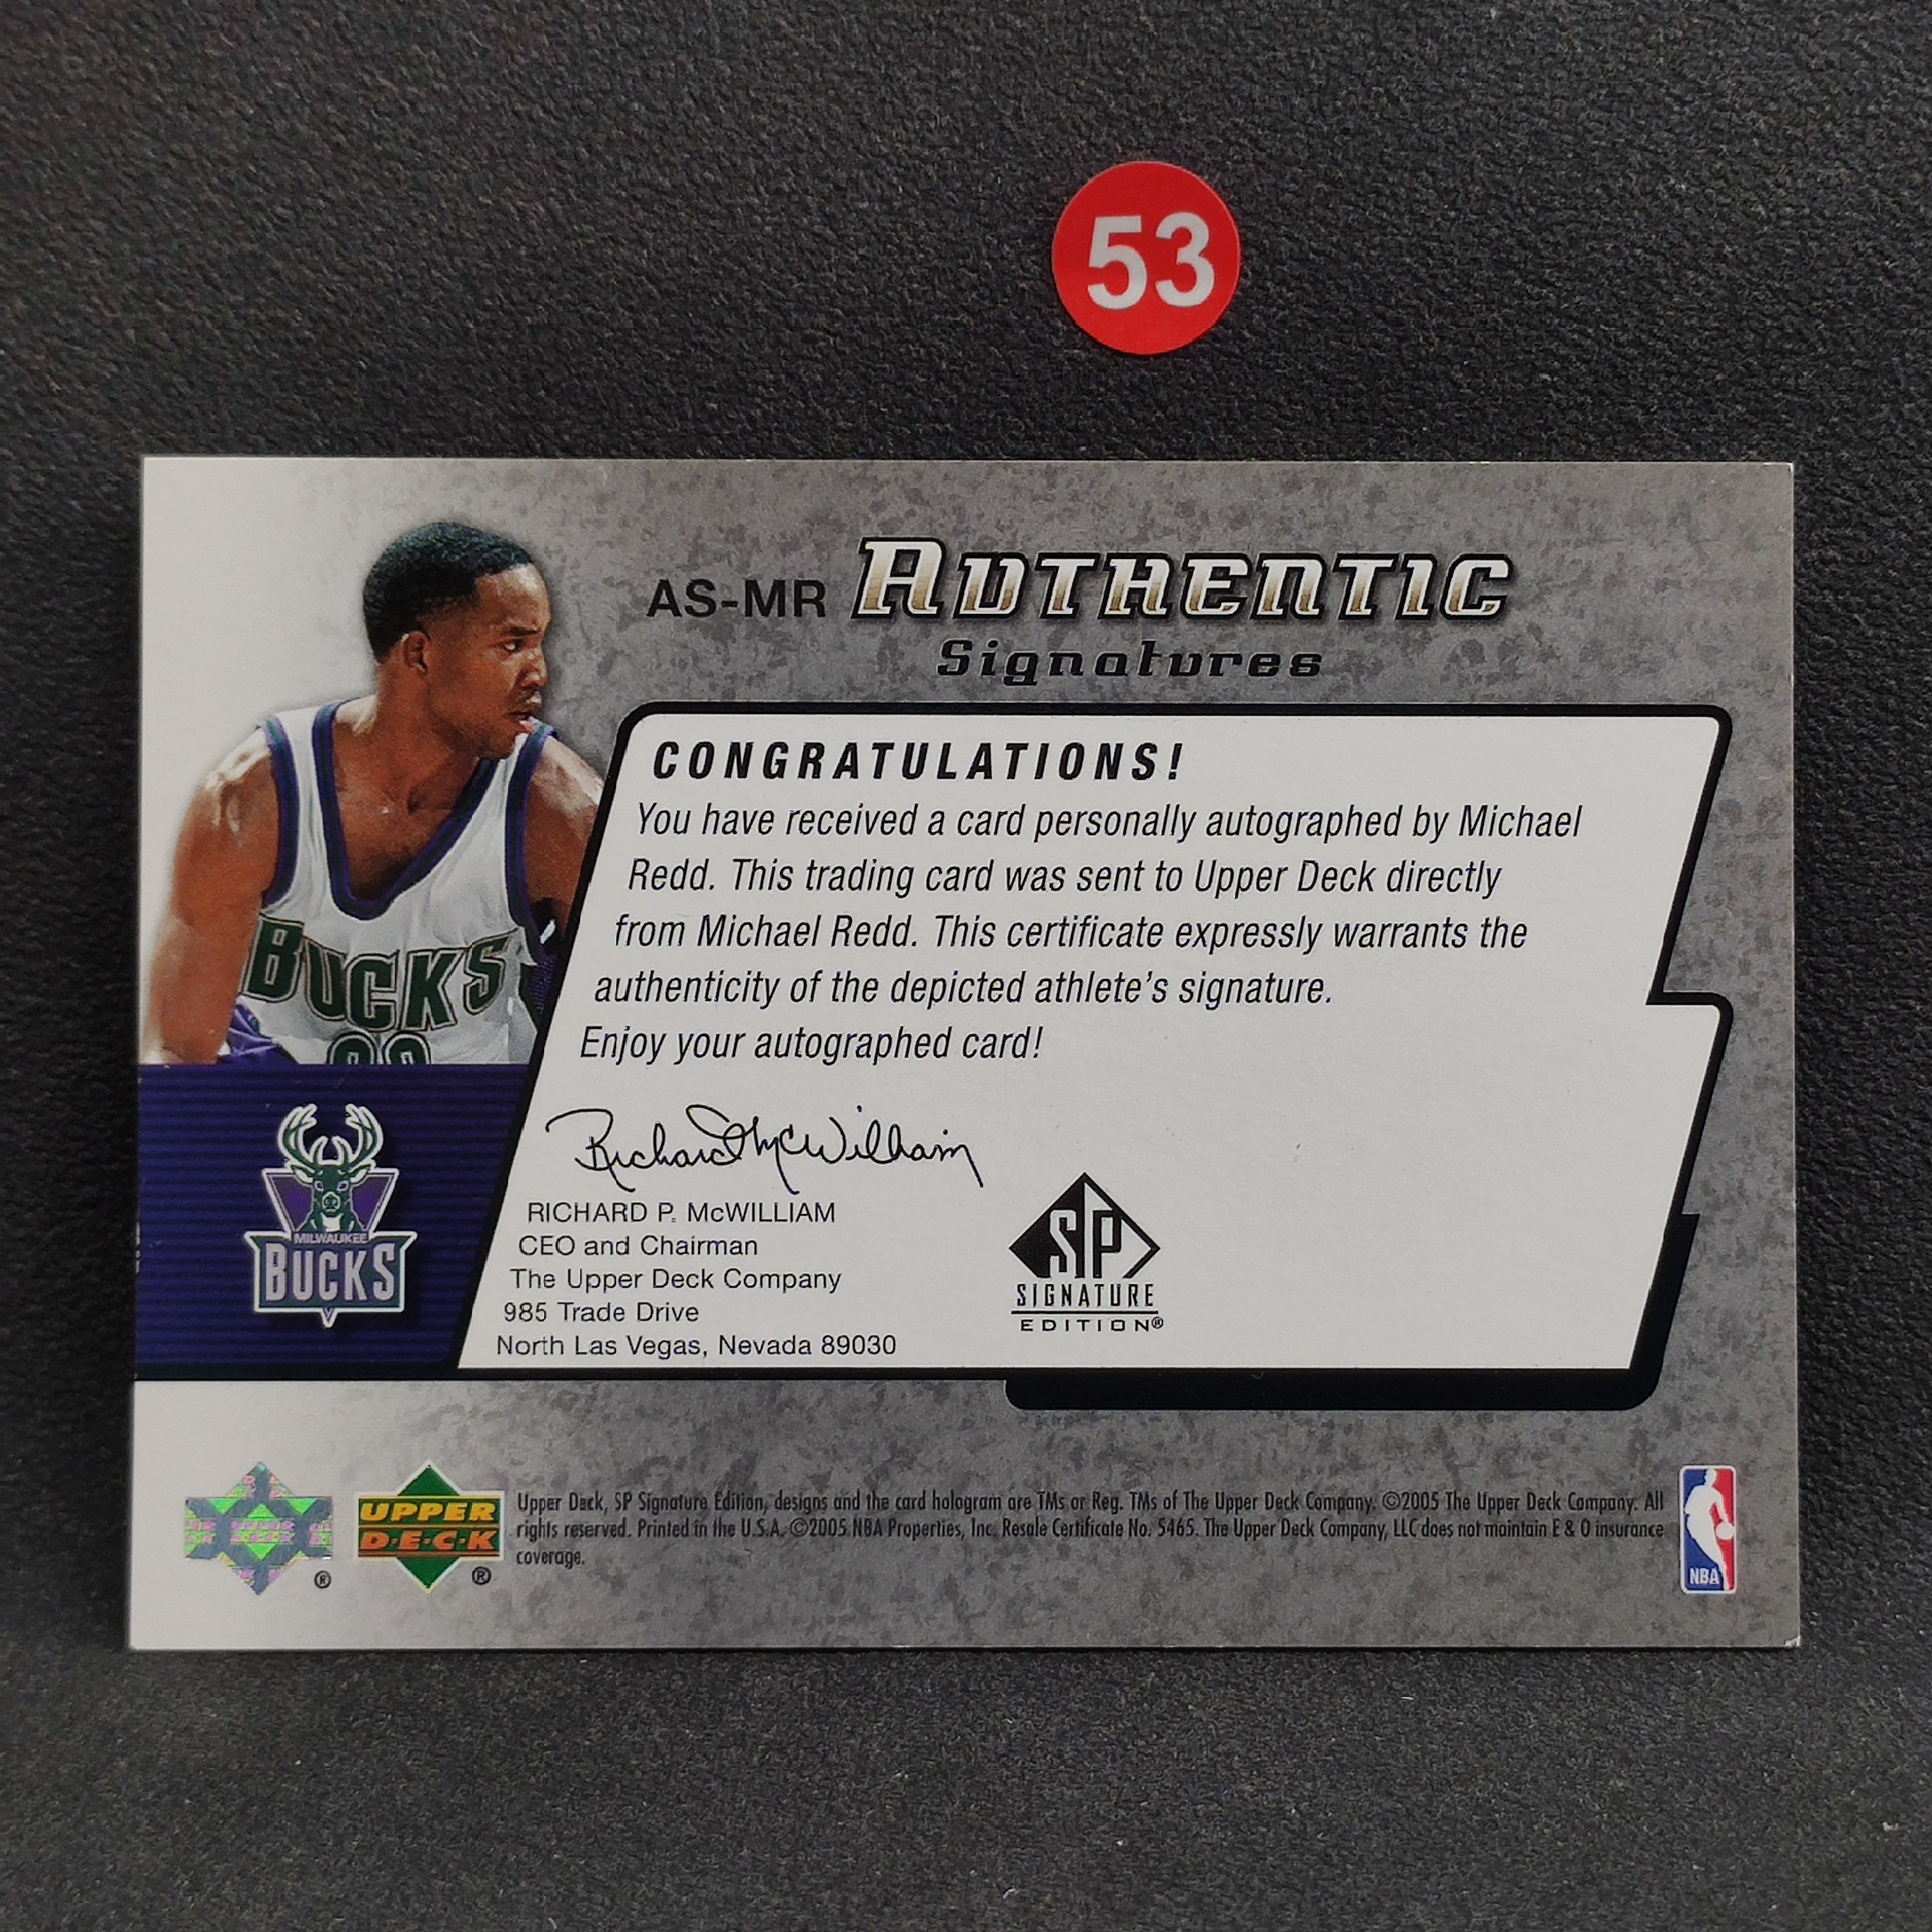 53
AS-MR AUTHENTIC
Signatures
CONGRATULATIONS!
You have received a card personally autographed by Michael
Redd. This trading card was sent to Upper Deck directly
from Michael Redd. This certificate expressly warrants the
authenticity of the depicted athlete's signature.
Enjoy your autographed card!
BUCKS
Richard McWilliam
RICHARD P. McWILLIAM
CEO and Chairman
The Upper Deck Company
985 Trade Drive
North Las Vegas, Nevada 89030
MILWAUKEE
BUCKS
SP
SIGNATURE
EDITION®
UPPER
D·E·C·K
®
®
Upper Deck, SP Signature Edition, designs and the card hologram are TMs or Reg. TMs of The Upper Deck Company. ©2005 The Upper Deck Company. All
rights reserved. Printed in the U.S.A. ©2005 NBA Properties, Inc. Resale Certificate No. 5465. The Upper Deck Company, LLC does not maintain E & O insurance
coverage.
NBA